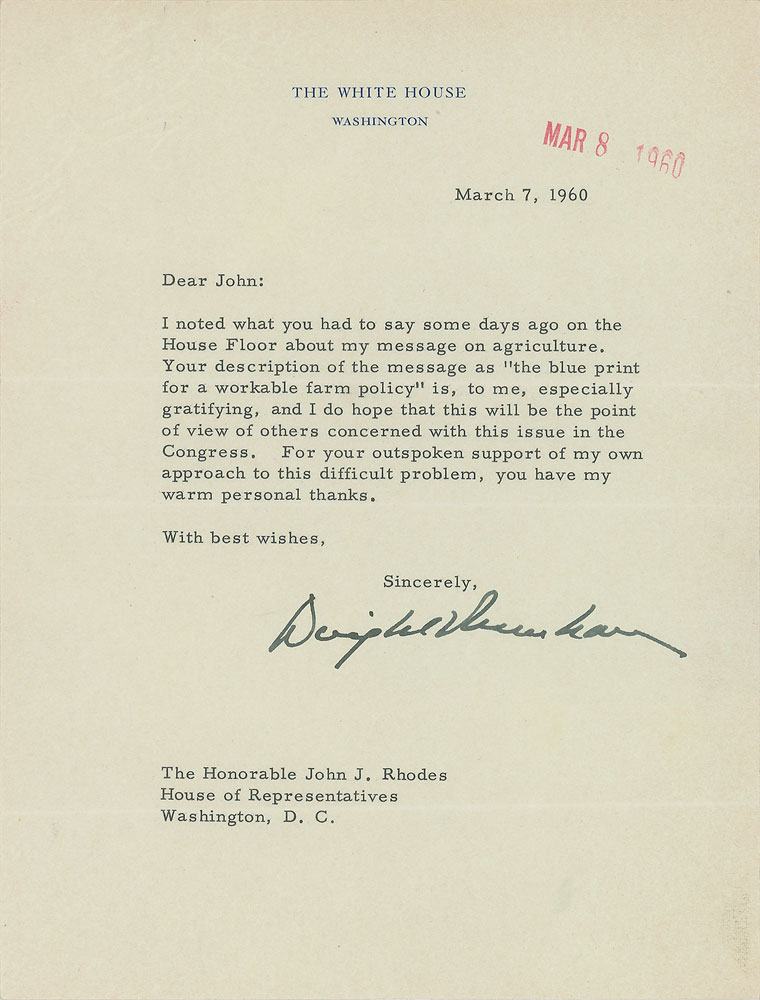 THE WHITE HOUSE
WASHINGTON
MAR 8 1960
March 7, 1960
Dear John:
I noted what you had to say some days ago on the
House Floor about my message on agriculture.
Your description of the message as "the blue print
for a workable farm policy" is, to me, especially
gratifying, and I do hope that this will be the point
of view of others concerned with this issue in the
Congress. For your outspoken support of my own
approach to this difficult problem, you have my
warm personal thanks.
With best wishes,
Sincerely,
Dwight D Eisenhower
The Honorable John J. Rhodes
House of Representatives
Washington, D. C.